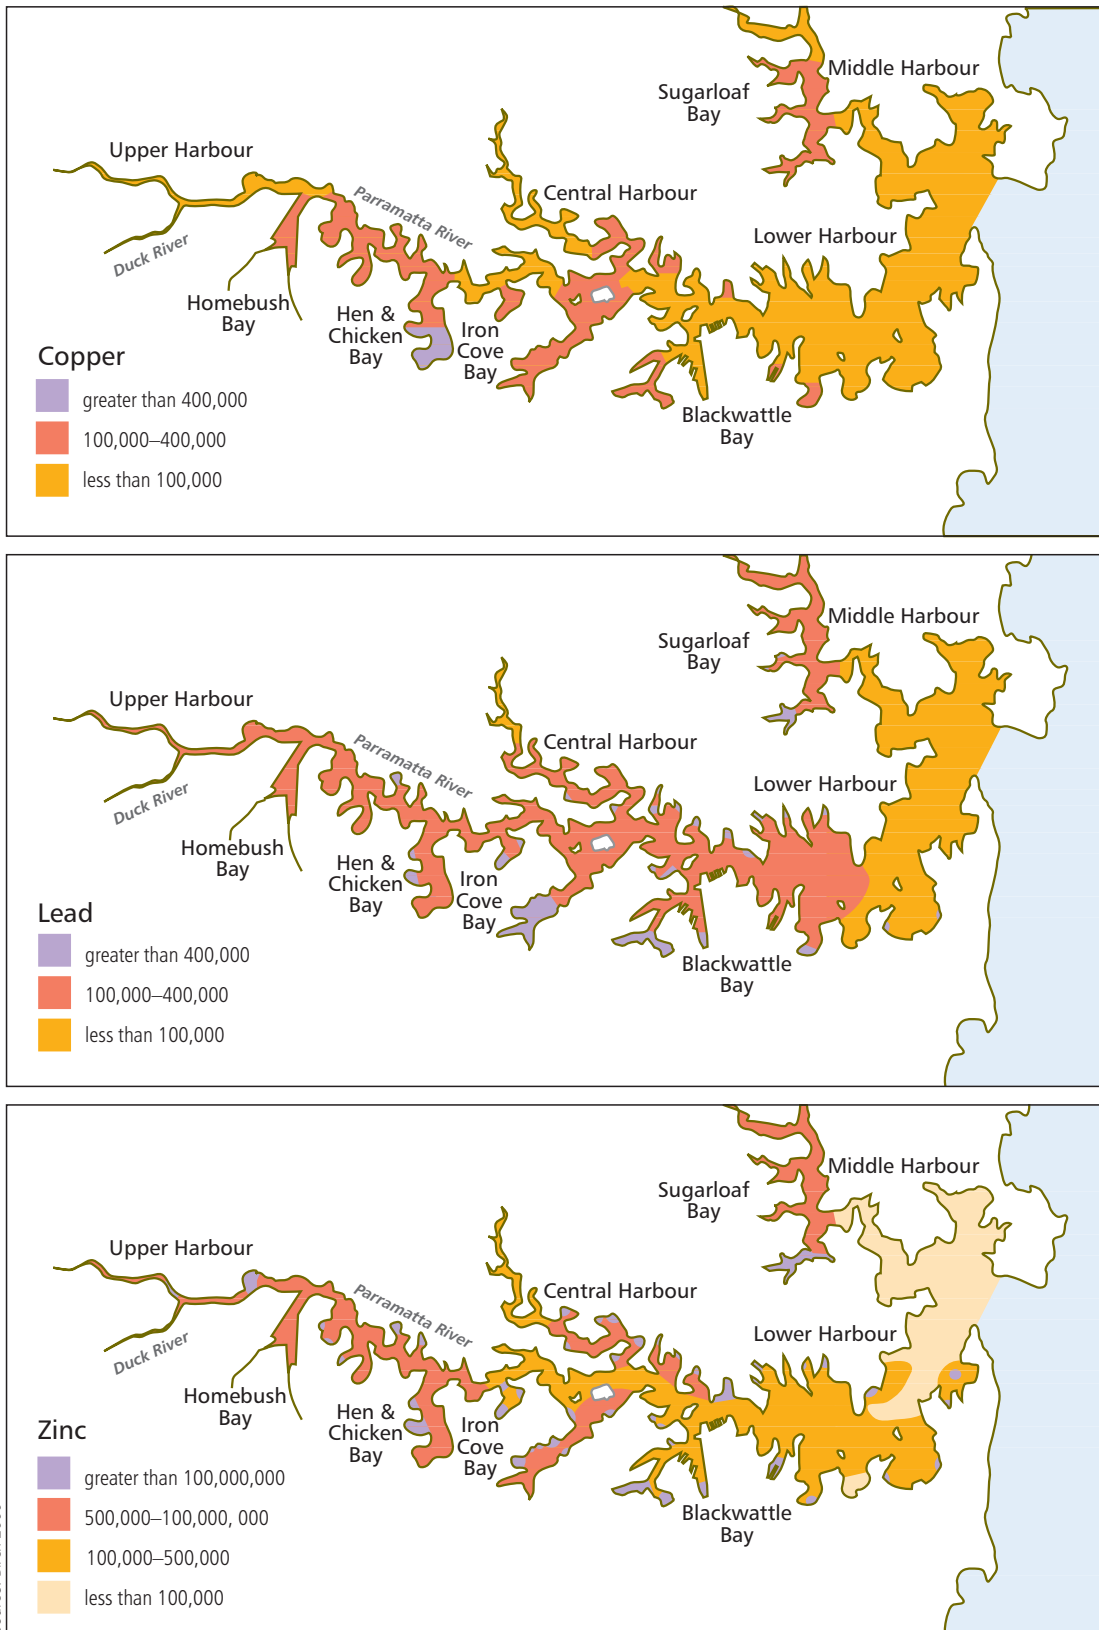 Middle Harbour
Sugarloaf
Bay
Upper Harbour
Parramatta River
Central Harbour
Duck River
Lower Harbour
Homebush
Bay
Hen &
Chicken
Bay
Iron
Cove
Bay
Blackwattle
Bay
Copper
greater than 400,000
100,000–400,000
less than 100,000
Middle Harbour
Sugarloaf
Bay
Upper Harbour
Parramatta River
Central Harbour
Duck River
Lower Harbour
Homebush
Bay
Hen &
Chicken
Bay
Iron
Cove
Bay
Blackwattle
Bay
Lead
greater than 400,000
100,000–400,000
less than 100,000
Middle Harbour
Sugarloaf
Bay
Upper Harbour
Parramatta River
Central Harbour
Duck River
Lower Harbour
Homebush
Bay
Hen &
Chicken
Bay
Iron
Cove
Bay
Blackwattle
Bay
Zinc
greater than 100,000,000
500,000–100,000, 000
100,000–500,000
less than 100,000